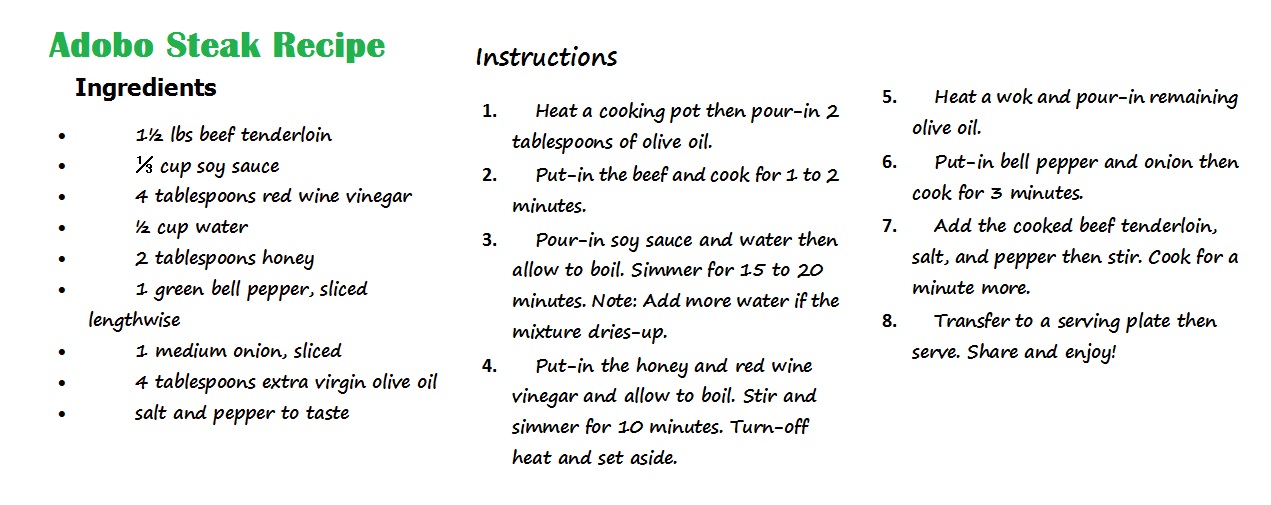 Adobo Steak Recipe
Ingredients
• 1½ lbs beef tenderloin
• ⅓ cup soy sauce
• 4 tablespoons red wine vinegar
• ½ cup water
• 2 tablespoons honey
• 1 green bell pepper, sliced
lengthwise
• 1 medium onion, sliced
• 4 tablespoons extra virgin olive oil
• salt and pepper to taste
Instructions
1. Heat a cooking pot then pour-in 2
tablespoons of olive oil.
2. Put-in the beef and cook for 1 to 2
minutes.
3. Pour-in soy sauce and water then
allow to boil. Simmer for 15 to 20
minutes. Note: Add more water if the
mixture dries-up.
4. Put-in the honey and red wine
vinegar and allow to boil. Stir and
simmer for 10 minutes. Turn-off
heat and set aside.
5. Heat a wok and pour-in remaining
olive oil.
6. Put-in bell pepper and onion then
cook for 3 minutes.
7. Add the cooked beef tenderloin,
salt, and pepper then stir. Cook for a
minute more.
8. Transfer to a serving plate then
serve. Share and enjoy!